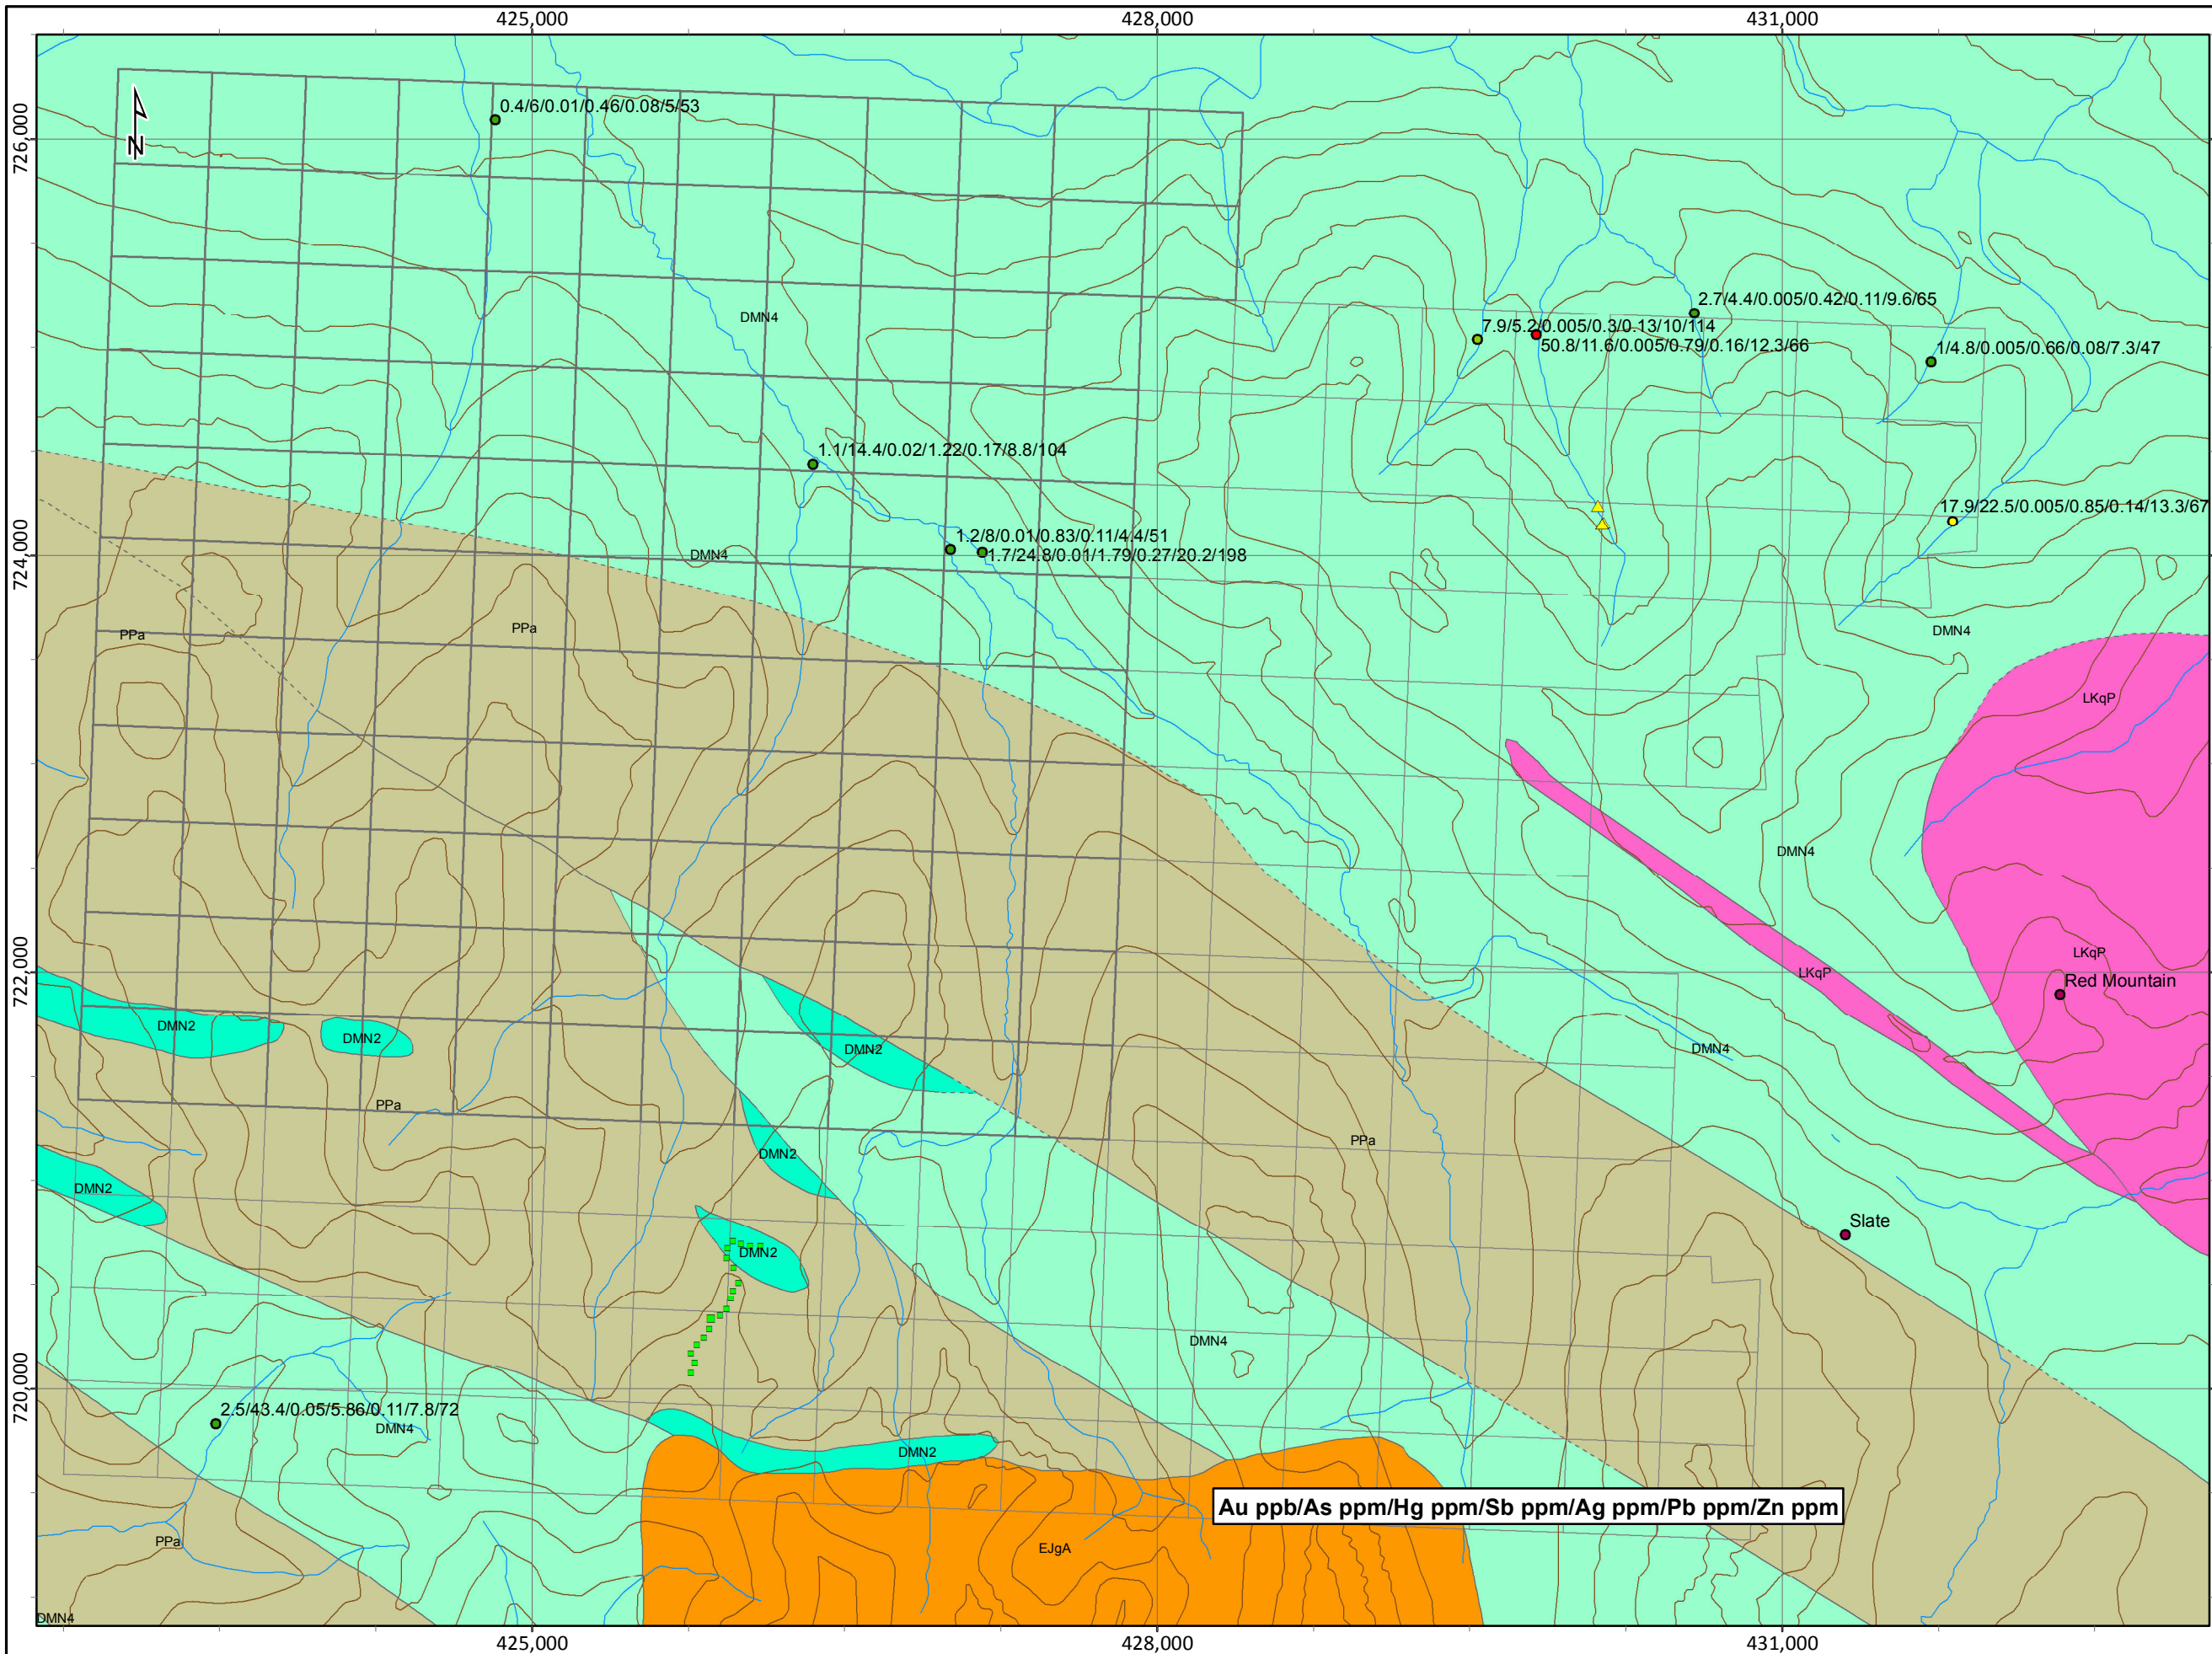 425,000
428,000
431,000
726,000
N
0.4/6/0.01/0.46/0.08/5/53
DMN4
2.7/4.4/0.005/0.42/0.11/9.6/65
7.9/5.2/0.005/0.3/0.13/10/114
50.8/11.6/0.005/0.79/0.16/12.3/66
1/4.8/0.005/0.66/0.08/7.3/47
1.1/14.4/0.02/1.22/0.17/8.8/104
17.9/22.5/0.005/0.85/0.14/13.3/67
724,000
1.2/8/0.01/0.83/0.11/4.4/51
1.7/24.8/0.01/1.79/0.27/20.2/198
DMN4
PPa
PPa
DMN4
LKqP
DMN4
722,000
LKqP
LKqP
Red Mountain
DMN2
DMN2
DMN2
DMN4
PPa
PPa
DMN2
DMN2
Slate
DMN2
DMN4
720,000
2.5/43.4/0.05/5.86/0.11/7.8/72
DMN4
DMN2
Au ppb/As ppm/Hg ppm/Sb ppm/Ag ppm/Pb ppm/Zn ppm
PPa
EJgA
DMN4
425,000
428,000
431,000